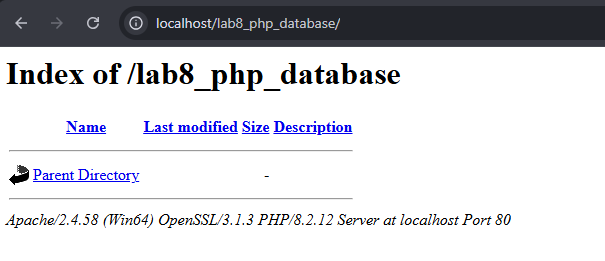 localhost/lab8_php_database/
Index of /lab8_php_database
Name Last modified Size Description
Parent Directory -
Apache/2.4.58 (Win64) OpenSSL/3.1.3 PHP/8.2.12 Server at localhost Port 80